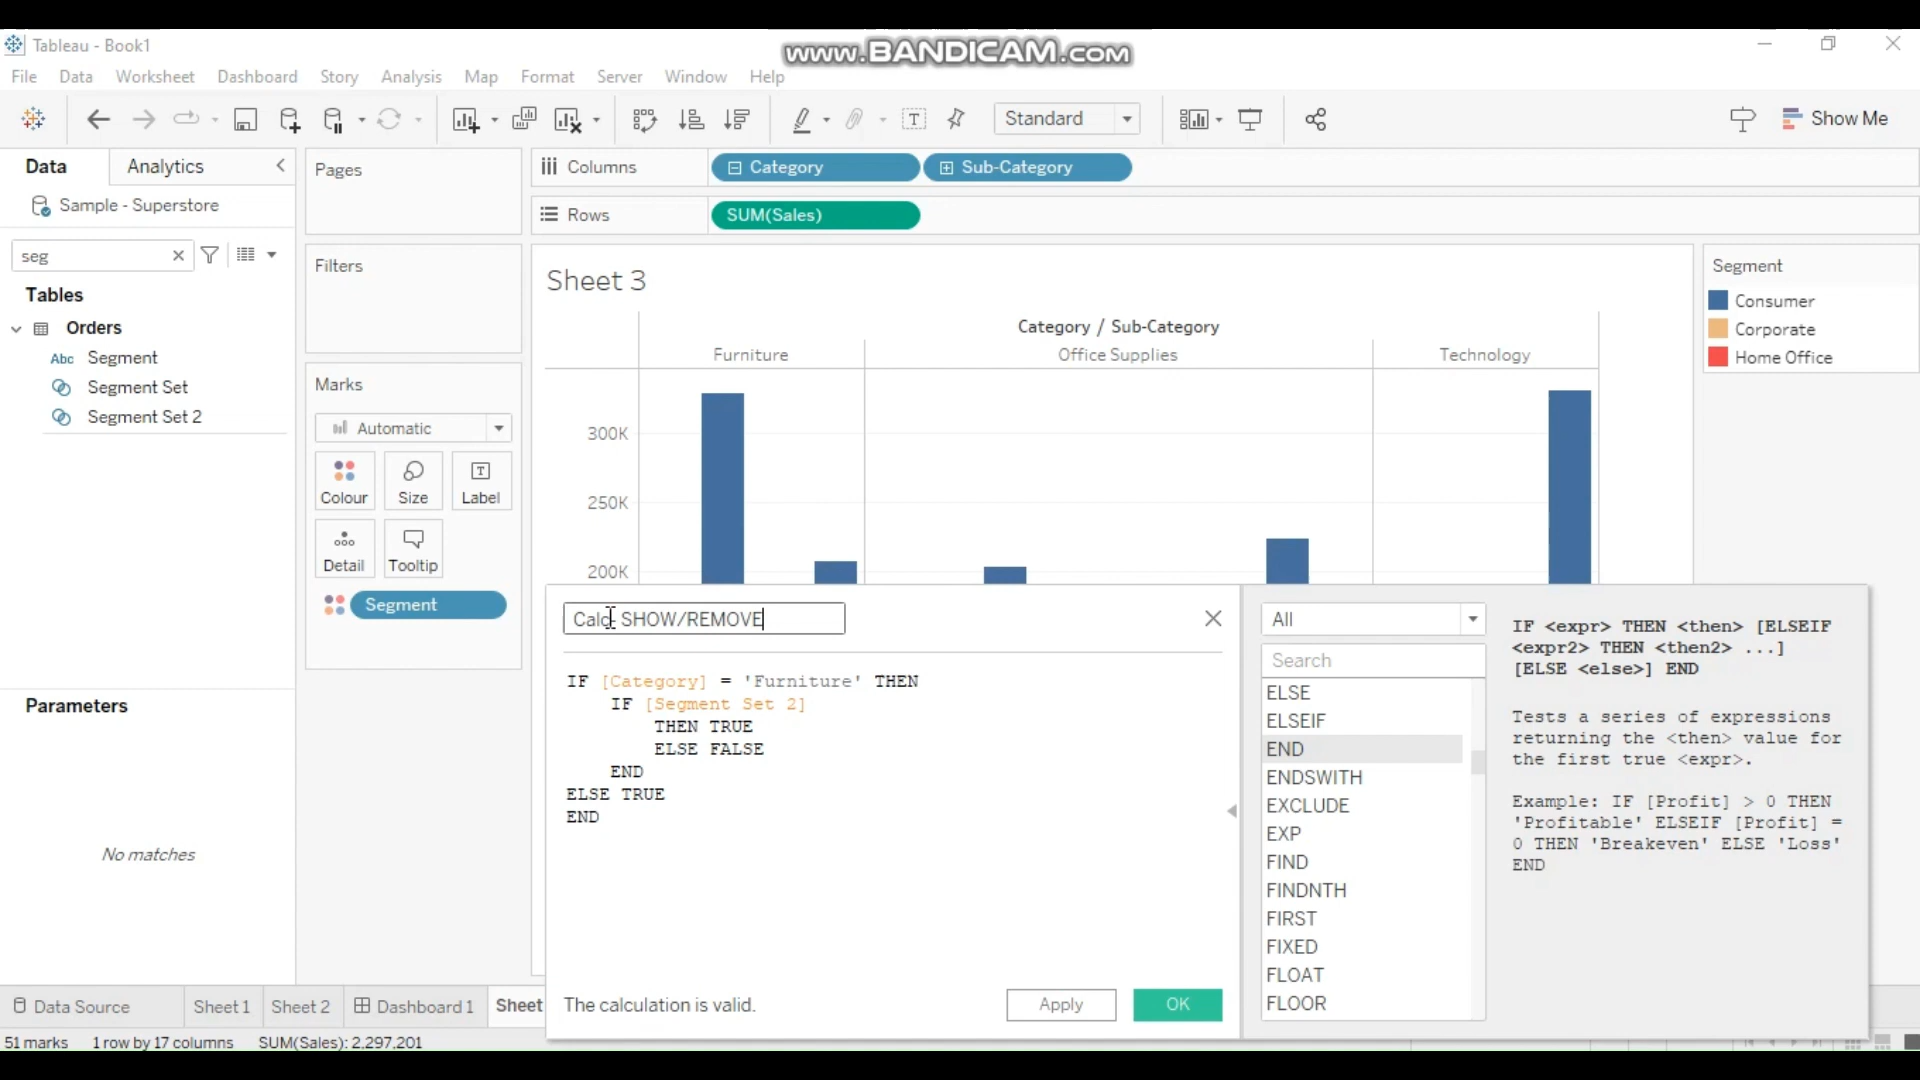 www.BANDICAM.com
Tableau - Book1
File Data Worksheet Dashboard Story Analysis Map Format Server Window Help
Standard
Show Me
Data Analytics
Sample - Superstore
seg
Tables
Orders
Abc Segment
Segment Set
Segment Set 2
Parameters
No matches
Pages
Filters
Marks
Automatic
Colour Size Label
Detail Tooltip
Segment
Columns Category Sub-Category
Rows SUM(Sales)
Sheet 3
Category / Sub-Category
Furniture Office Supplies Technology
300K
250K
200K
Segment
Consumer
Corporate
Home Office
Calc- SHOW/REMOVE
IF [Category] = 'Furniture' THEN
IF [Segment Set 2]
THEN TRUE
ELSE FALSE
END
ELSE TRUE
END
The calculation is valid.
Apply OK
All
Search
ELSE
ELSEIF
END
ENDSWITH
EXCLUDE
EXP
FIND
FINDNTH
FIRST
FIXED
FLOAT
FLOOR
IF <expr> THEN <then> [ELSEIF
<expr2> THEN <then2> ...]
[ELSE <else>] END
Tests a series of expressions
returning the <then> value for
the first true <expr>.
Example: IF [Profit] > 0 THEN
'Profitable' ELSEIF [Profit] =
0 THEN 'Breakeven' ELSE 'Loss'
END
Data Source Sheet 1 Sheet 2 Dashboard 1 Sheet
51 marks 1 row by 17 columns SUM(Sales): 2,297,201